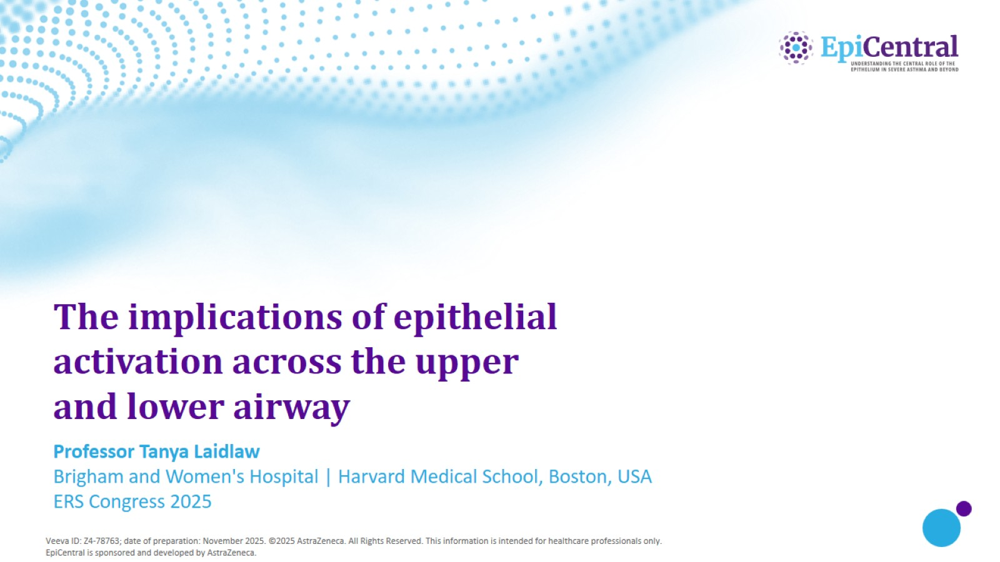 EpiCentral
UNDERSTANDING THE CENTRAL ROLE OF THE
EPITHELIUM IN SEVERE ASTHMA AND BEYOND
The implications of epithelial
activation across the upper
and lower airway
Professor Tanya Laidlaw
Brigham and Women's Hospital | Harvard Medical School, Boston, USA
ERS Congress 2025
Veeva ID: Z4-78763; date of preparation: November 2025. ©2025 AstraZeneca. All Rights Reserved. This information is intended for healthcare professionals only.
EpiCentral is sponsored and developed by AstraZeneca.